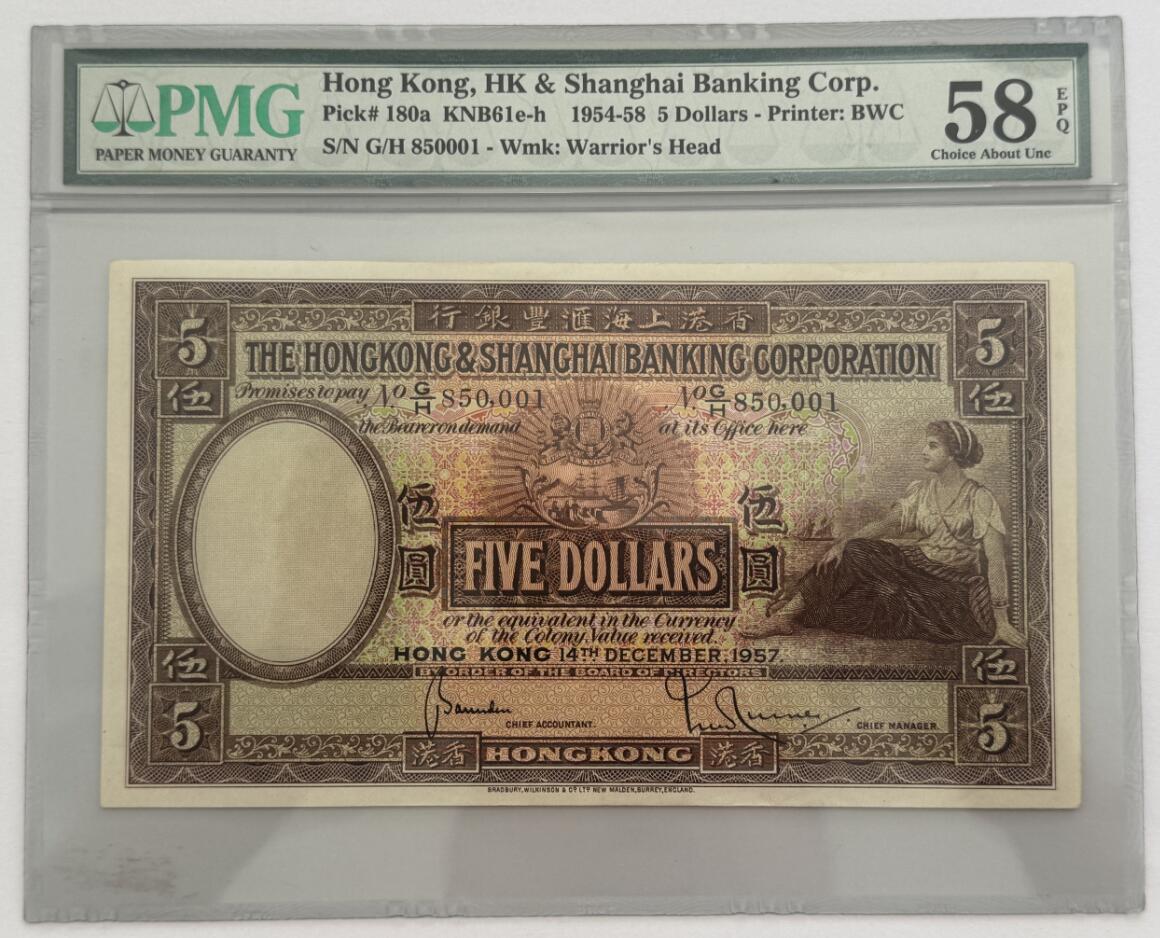 PMG
PAPER MONEY GUARANTY
Hong Kong, HK & Shanghai Banking Corp.
Pick# 180a KNB61e-h 1954-58 5 Dollars - Printer: BWC
S/N G/H 850001 - Wmk: Warrior's Head
58 EPQ
Choice About Unc
行銀豐滙海上港香
5 5
THE HONGKONG & SHANGHAI BANKING CORPORATION
伍 伍
Promises to pay No G/H 850,001 No G/H 850,001
the Bearer on demand at its Office here
伍 伍
圓 FIVE DOLLARS 圓
or the equivalent in the Currency
of the Colony, Value received.
HONG KONG 14TH DECEMBER, 1957.
伍 伍
BY ORDER OF THE BOARD OF DIRECTORS
5 5
CHIEF ACCOUNTANT. CHIEF MANAGER.
港香 HONGKONG 港香
BRADBURY, WILKINSON & Co LTD NEW MALDEN, SURREY, ENGLAND.